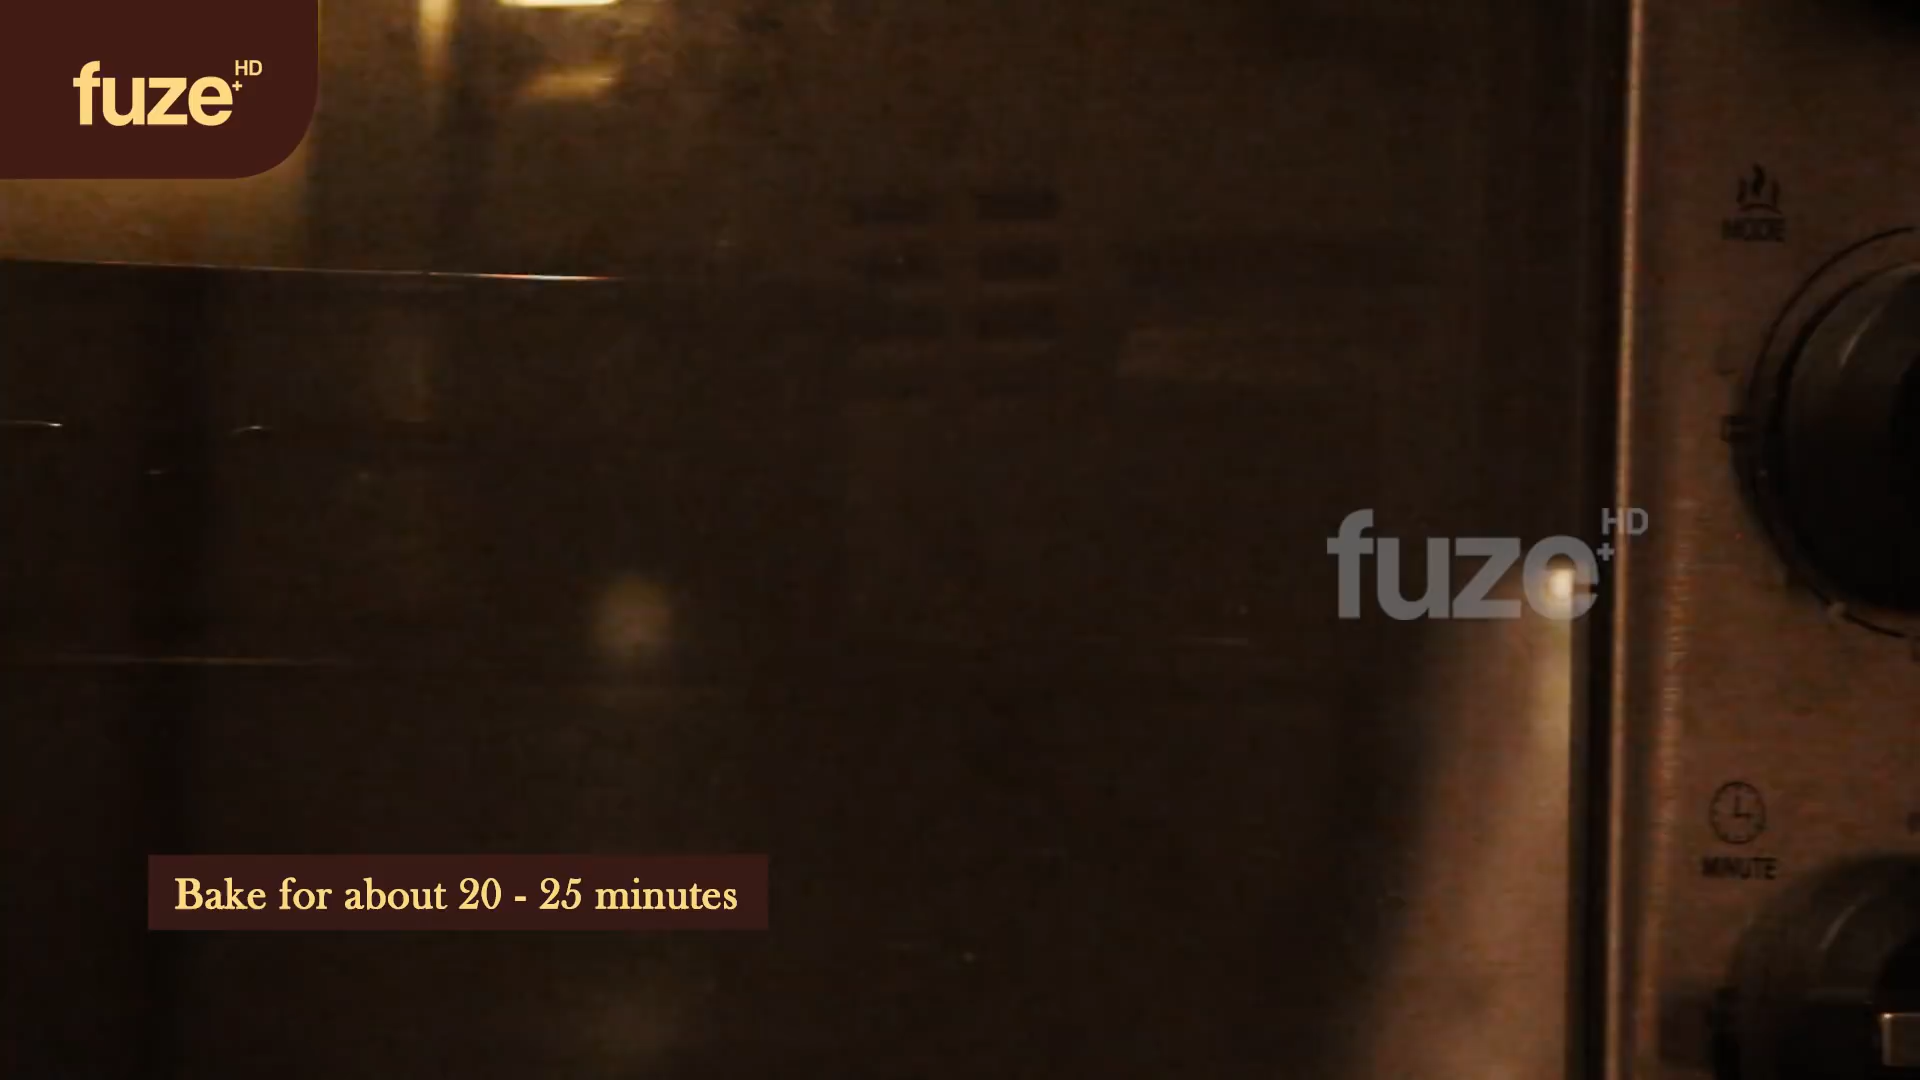 fuze+HD
MODE
fuze+HD
MINUTE
Bake for about 20 - 25 minutes